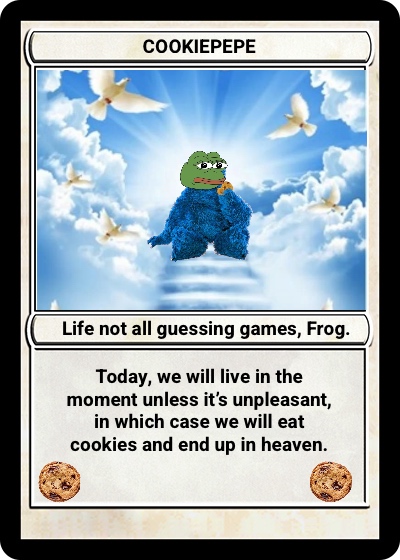 COOKIEPEPE
Life not all guessing games, Frog.
Today, we will live in the
moment unless it’s unpleasant,
in which case we will eat
cookies and end up in heaven.